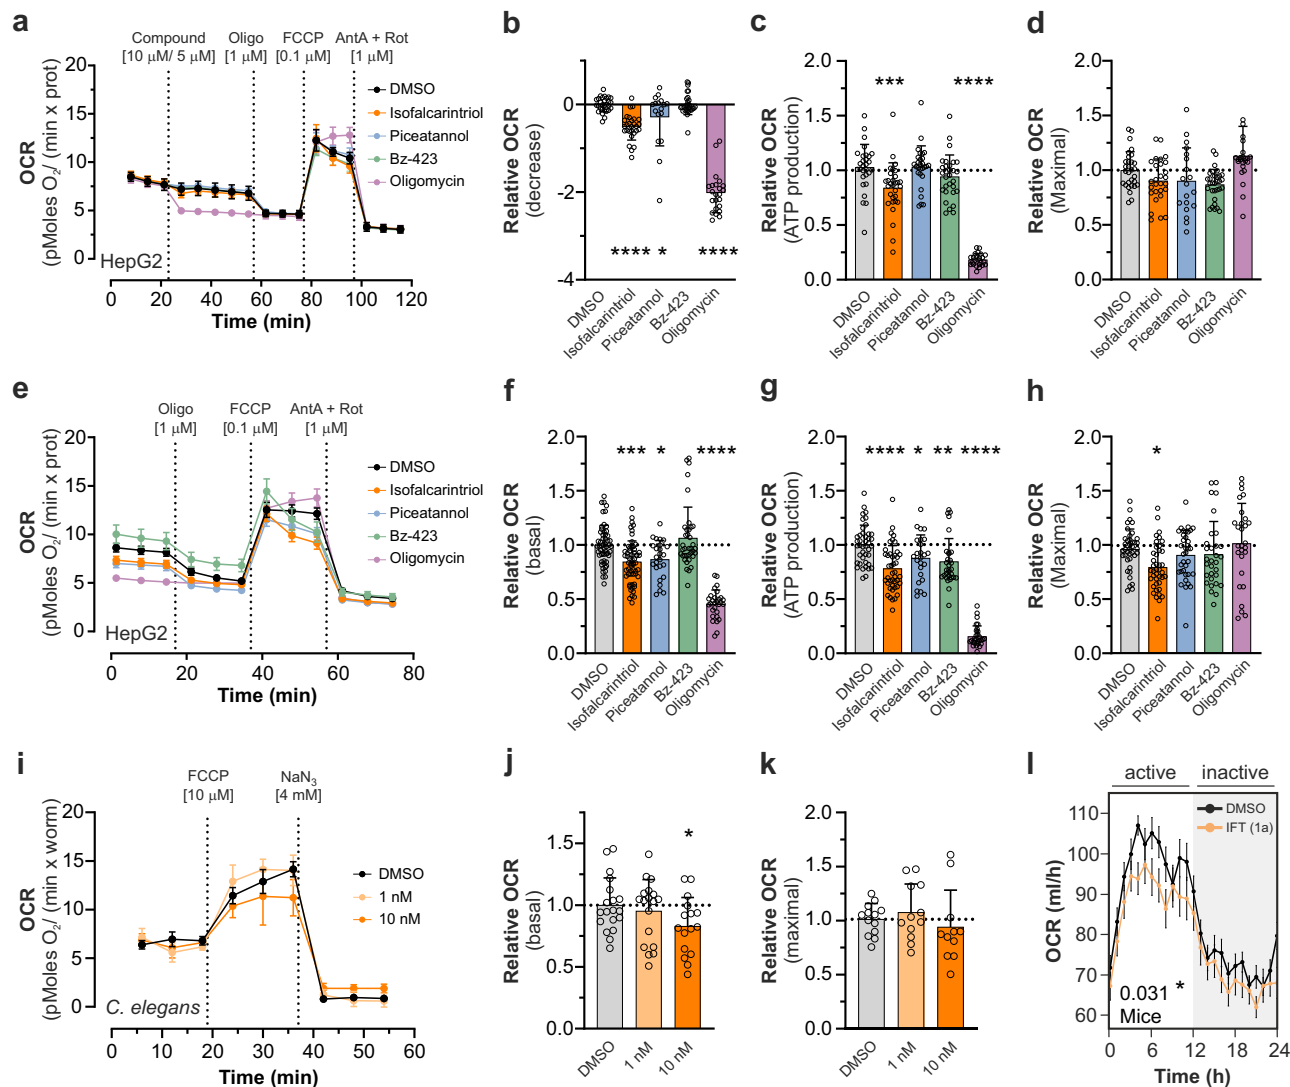 a
Compound
[10 µM/ 5 µM]
Oligo
[1 µM]
FCCP
[0.1 µM]
AntA + Rot
[1 µM]
OCR
(pMoles O2/ (min x prot)
20
15
10
5
0
DMSO
Isofalcarintriol
Piceatannol
Bz-423
Oligomycin
HepG2
0 20 40 60 80 100 120
Time (min)
b
Relative OCR
(decrease)
0
-2
-4
**** * ****
DMSO
Isofalcarintriol
Piceatannol
Bz-423
Oligomycin
c
Relative OCR
(ATP production)
2.0
1.5
1.0
0.5
0.0
*** ****
DMSO
Isofalcarintriol
Piceatannol
Bz-423
Oligomycin
d
Relative OCR
(Maximal)
2.0
1.5
1.0
0.5
0.0
DMSO
Isofalcarintriol
Piceatannol
Bz-423
Oligomycin
e
Oligo
[1 µM]
FCCP
[0.1 µM]
AntA + Rot
[1 µM]
OCR
(pMoles O2/ (min x prot)
20
15
10
5
0
DMSO
Isofalcarintriol
Piceatannol
Bz-423
Oligomycin
HepG2
0 20 40 60 80
Time (min)
f
Relative OCR
(basal)
2.0
1.5
1.0
0.5
0.0
*** * ****
DMSO
Isofalcarintriol
Piceatannol
Bz-423
Oligomycin
g
Relative OCR
(ATP production)
2.0
1.5
1.0
0.5
0.0
**** * ** ****
DMSO
Isofalcarintriol
Piceatannol
Bz-423
Oligomycin
h
Relative OCR
(Maximal)
2.0
1.5
1.0
0.5
0.0
*
DMSO
Isofalcarintriol
Piceatannol
Bz-423
Oligomycin
i
FCCP
[10 µM]
NaN3
[4 mM]
OCR
(pMoles O2/ (min x worm)
20
15
10
5
0
DMSO
1 nM
10 nM
C. elegans
0 10 20 30 40 50 60
Time (min)
j
Relative OCR
(basal)
1.5
1.0
0.5
0.0
*
DMSO
1 nM
10 nM
k
Relative OCR
(maximal)
2.0
1.5
1.0
0.5
0.0
DMSO
1 nM
10 nM
l
active inactive
OCR (ml/h)
110
100
90
80
70
60
DMSO
IFT (1a)
0.031 *
Mice
0 6 12 18 24
Time (h)